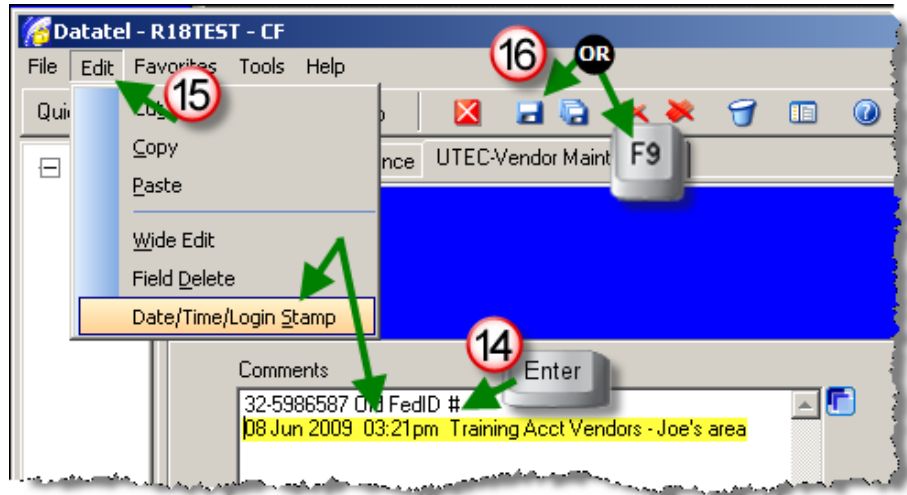 Datatel - R18TEST - CF
File Edit Favorites Tools Help
16 OR
15
Copy
Paste
UTEC-Vendor Maint
F9
Wide Edit
Field Delete
Date/Time/Login Stamp
14
Comments
Enter
32-5986587 Old FedID #
08 Jun 2009 03:21pm Training Acct Vendors - Joe's area